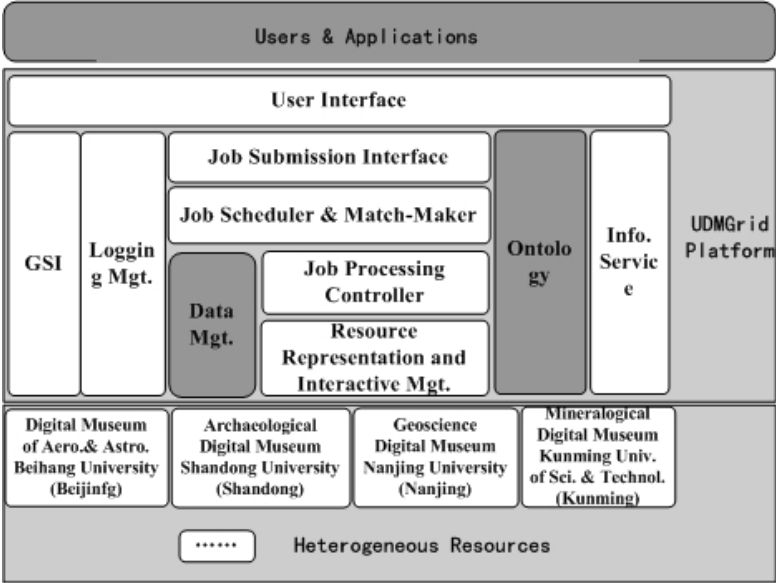 Users & Applications
User Interface
GSI
Loggin
g Mgt.
Job Submission Interface
Job Scheduler & Match-Maker
Data
Mgt.
Job Processing
Controller
Resource
Representation and
Interactive Mgt.
Ontolo
gy
Info.
Servic
e
UDMGrid
Platform
Digital Museum
of Aero.& Astro.
Beihang University
(Beijinfg)
Archaeological
Digital Museum
Shandong University
(Shandong)
Geoscience
Digital Museum
Nanjing University
(Nanjing)
Mineralogical
Digital Museum
Kunming Univ.
of Sci. & Technol.
(Kunming)
······
Heterogeneous Resources